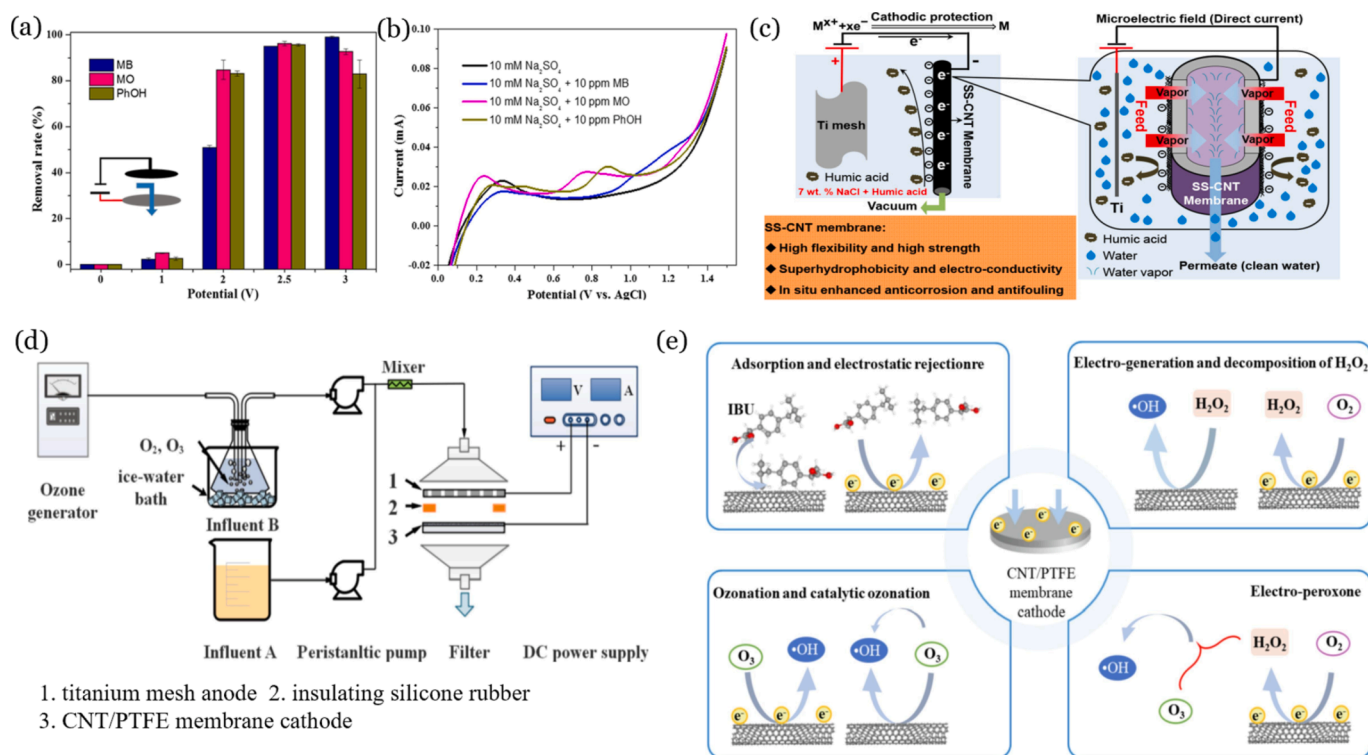 (a)
100
80
60
40
20
0
Removal rate (%)
MB
MO
PhOH
0
1
2
2.5
3
Potential (V)
(b)
0.10
0.08
0.06
0.04
0.02
0.00
-0.02
Current (mA)
10 mM Na₂SO₄
10 mM Na₂SO₄ + 10 ppm MB
10 mM Na₂SO₄ + 10 ppm MO
10 mM Na₂SO₄ + 10 ppm PhOH
0.2 0.4 0.6 0.8 1.0 1.2 1.4
Potential (V vs. AgCl)
(c)
Cathodic protection
Mˣ⁺+xe⁻
M
e⁻
+
-
Ti mesh
e⁻
e⁻
e⁻
e⁻
SS-CNT Membrane
Humic acid
7 wt. % NaCl + Humic acid
Vacuum
SS-CNT membrane:
◆ High flexibility and high strength
◆ Superhydrophobicity and electro-conductivity
◆ In situ enhanced anticorrosion and antifouling
Microelectric field (Direct current)
Vapor
Vapor
Feed
Feed
Vapor
Vapor
SS-CNT
Membrane
Ti
Humic acid
Water
Water vapor
Permeate (clean water)
(d)
Mixer
V
A
O₂, O₃
ice-water
bath
+
-
Ozone
generator
Influent B
1
2
3
Influent A
Peristanltic pump
Filter
DC power supply
1. titanium mesh anode 2. insulating silicone rubber
3. CNT/PTFE membrane cathode
(e)
Adsorption and electrostatic rejectionre
IBU
e⁻
e⁻
e⁻
Electro-generation and decomposition of H₂O₂
•OH
H₂O₂
H₂O₂
O₂
e⁻
e⁻
e⁻
e⁻
e⁻
e⁻
e⁻
CNT/PTFE
membrane
cathode
Ozonation and catalytic ozonation
O₃
•OH
•OH
O₃
e⁻
e⁻
e⁻
Electro-peroxone
•OH
O₃
H₂O₂
O₂
e⁻
e⁻
e⁻